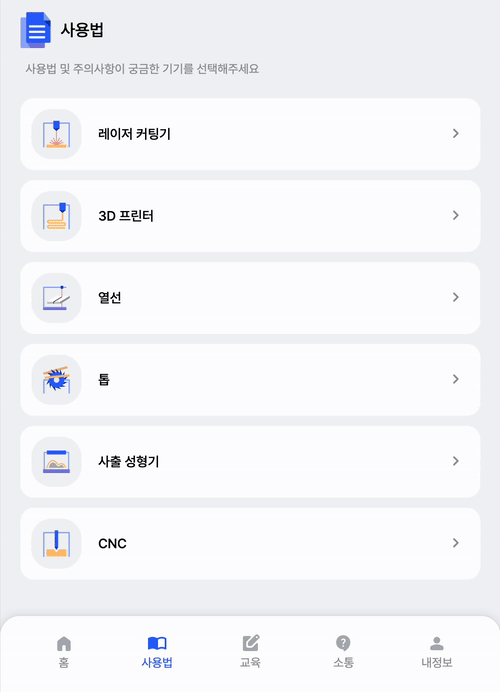 사용법
사용법 및 주의사항이 궁금한 기기를 선택해주세요
레이저 커팅기
3D 프린터
열선
톱
사출 성형기
CNC
홈
사용법
교육
소통
내정보